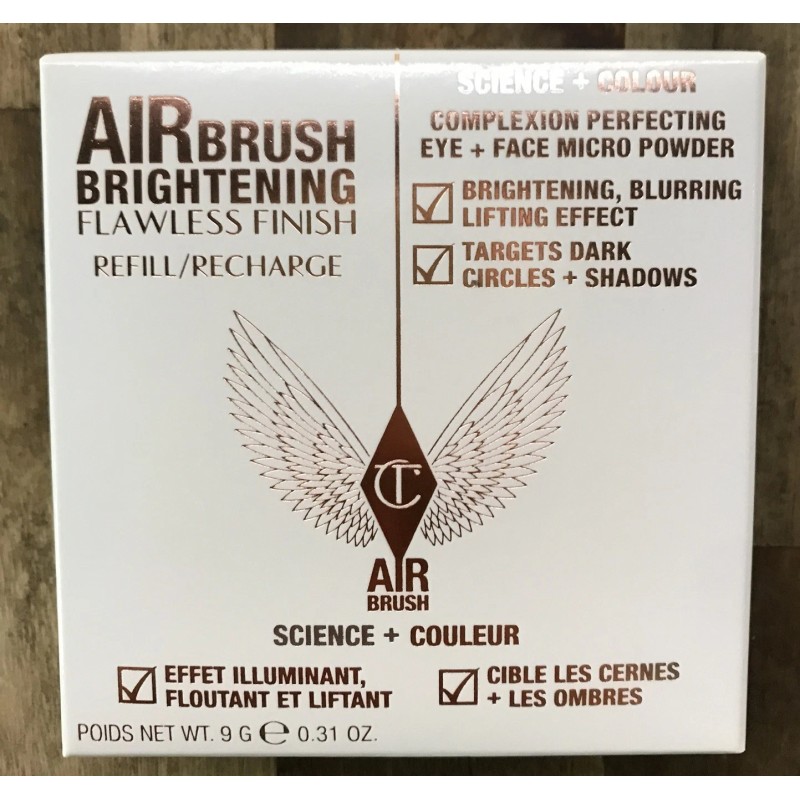 AIRBRUSH
BRIGHTENING
FLAWLESS FINISH
REFILL/RECHARGE
SCIENCE + COLOUR
COMPLEXION PERFECTING
EYE + FACE MICRO POWDER
BRIGHTENING, BLURRING
LIFTING EFFECT
TARGETS DARK
CIRCLES + SHADOWS
CT
AIR
BRUSH
SCIENCE + COULEUR
EFFET ILLUMINANT,
FLOUTANT ET LIFTANT
CIBLE LES CERNES
+ LES OMBRES
POIDS NET WT. 9 G ℮ 0.31 OZ.